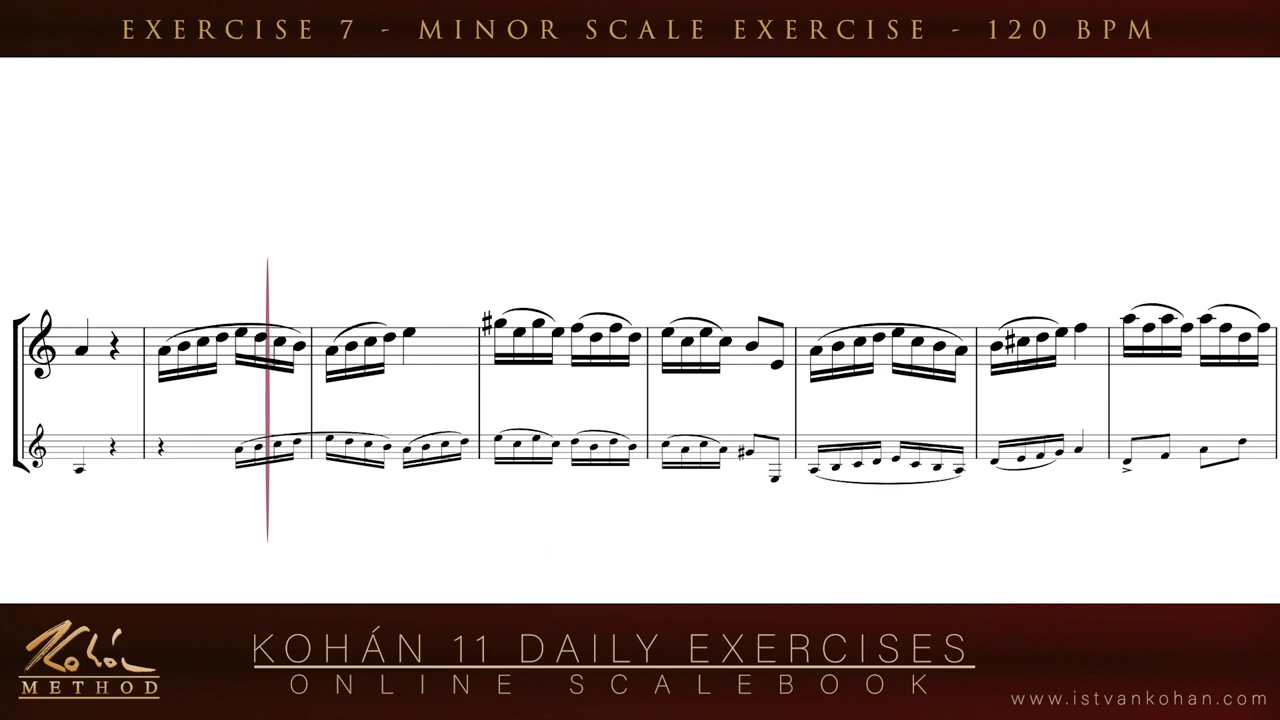 EXERCISE 7 - MINOR SCALE EXERCISE - 120 BPM
Kohán
METHOD
KOHÁN 11 DAILY EXERCISES
ONLINE SCALEBOOK
www.istvankohan.com